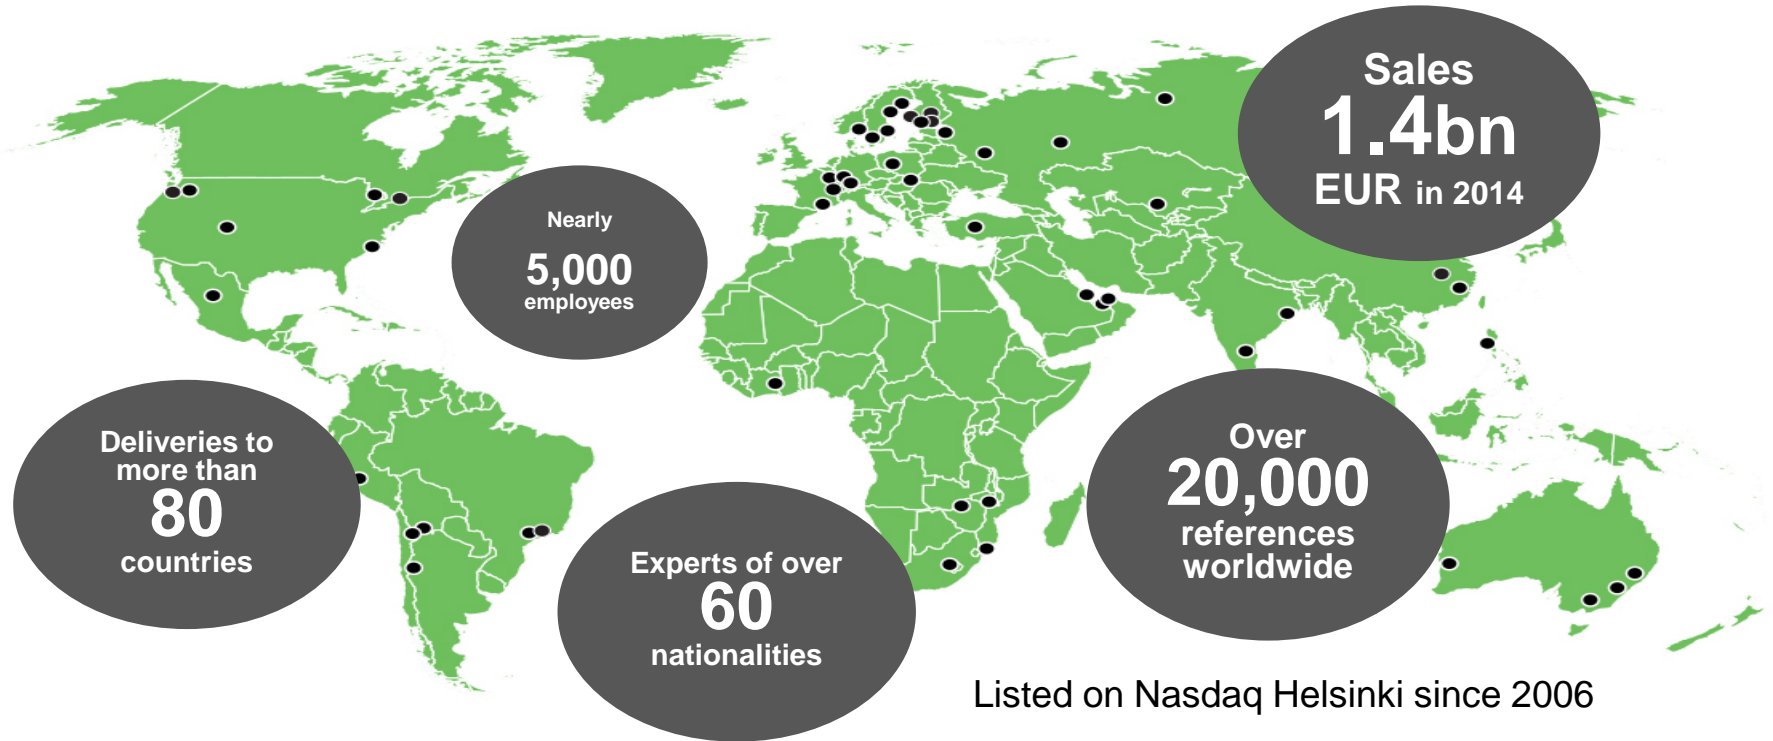 Sales
1.4bn
EUR in 2014
Nearly
5,000
employees
Deliveries to
more than
80
countries
Over
20,000
references
worldwide
Experts of over
60
nationalities
Listed on Nasdaq Helsinki since 2006